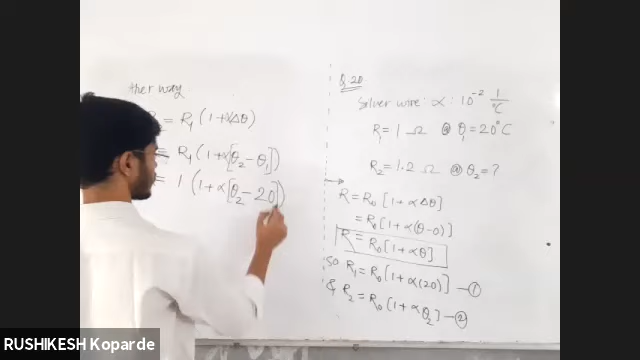 ther way
= R₁ (1+αΔθ)
= R₁ (1+α[θ₂-θ₁])
= 1 (1+α[θ₂-20])
Q.20
Silver wire: α: 10⁻² 1/°C
R₁ = 1 Ω @ θ₁ = 20°C
R₂ = 1.2 Ω @ θ₂ = ?
R = R₀ [1+αΔθ]
= R₀ [1+α(θ-0)]
R = R₀ [1+αθ]
so R₁ = R₀ [1+α(20)] —①
& R₂ = R₀ [1+αθ₂] —②
RUSHIKESH Koparde